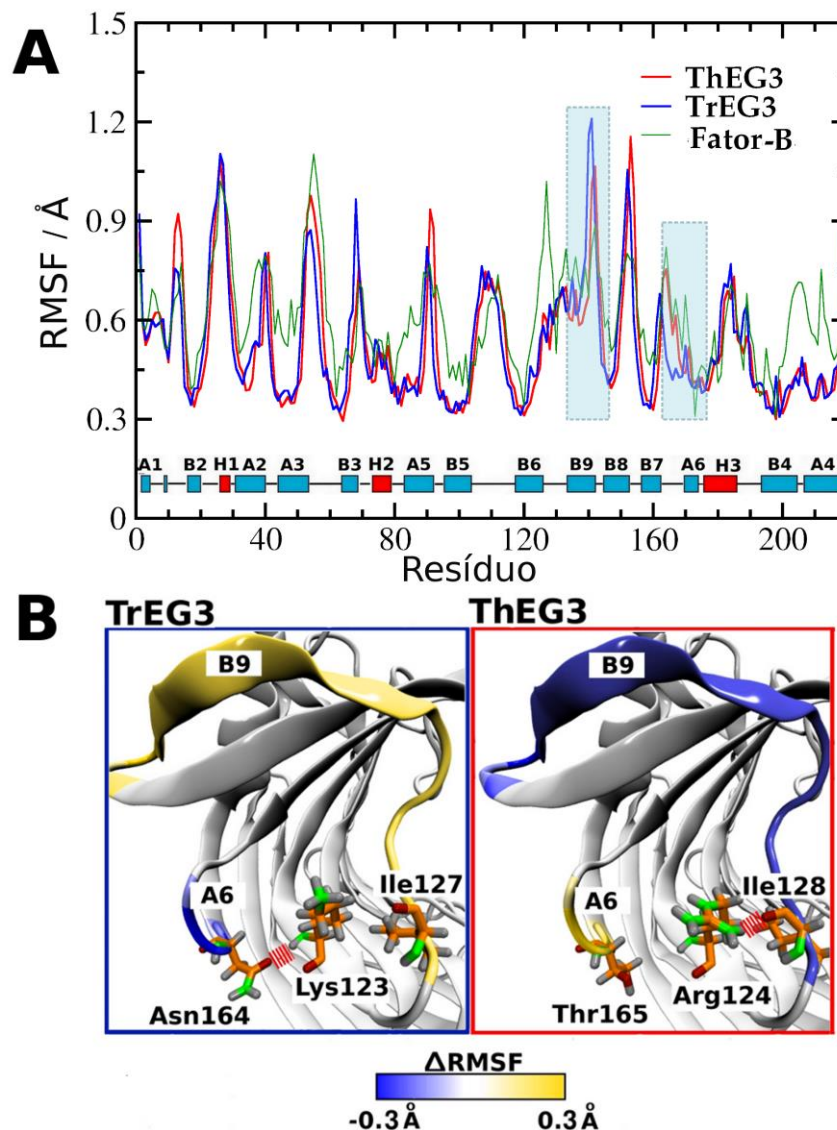 A
1.5
1.2
0.9
0.6
0.3
0
RMSF / Å
ThEG3
TrEG3
Fator-B
A1 B2 H1 A2 A3 B3 H2 A5 B5 B6 B9 B8 B7 A6 H3 B4 A4
0 40 80 120 160 200
Resíduo
B
TrEG3
ThEG3
B9
B9
A6
Ile127
Lys123
Asn164
A6
Ile128
Arg124
Thr165
ΔRMSF
-0.3Å 0.3Å